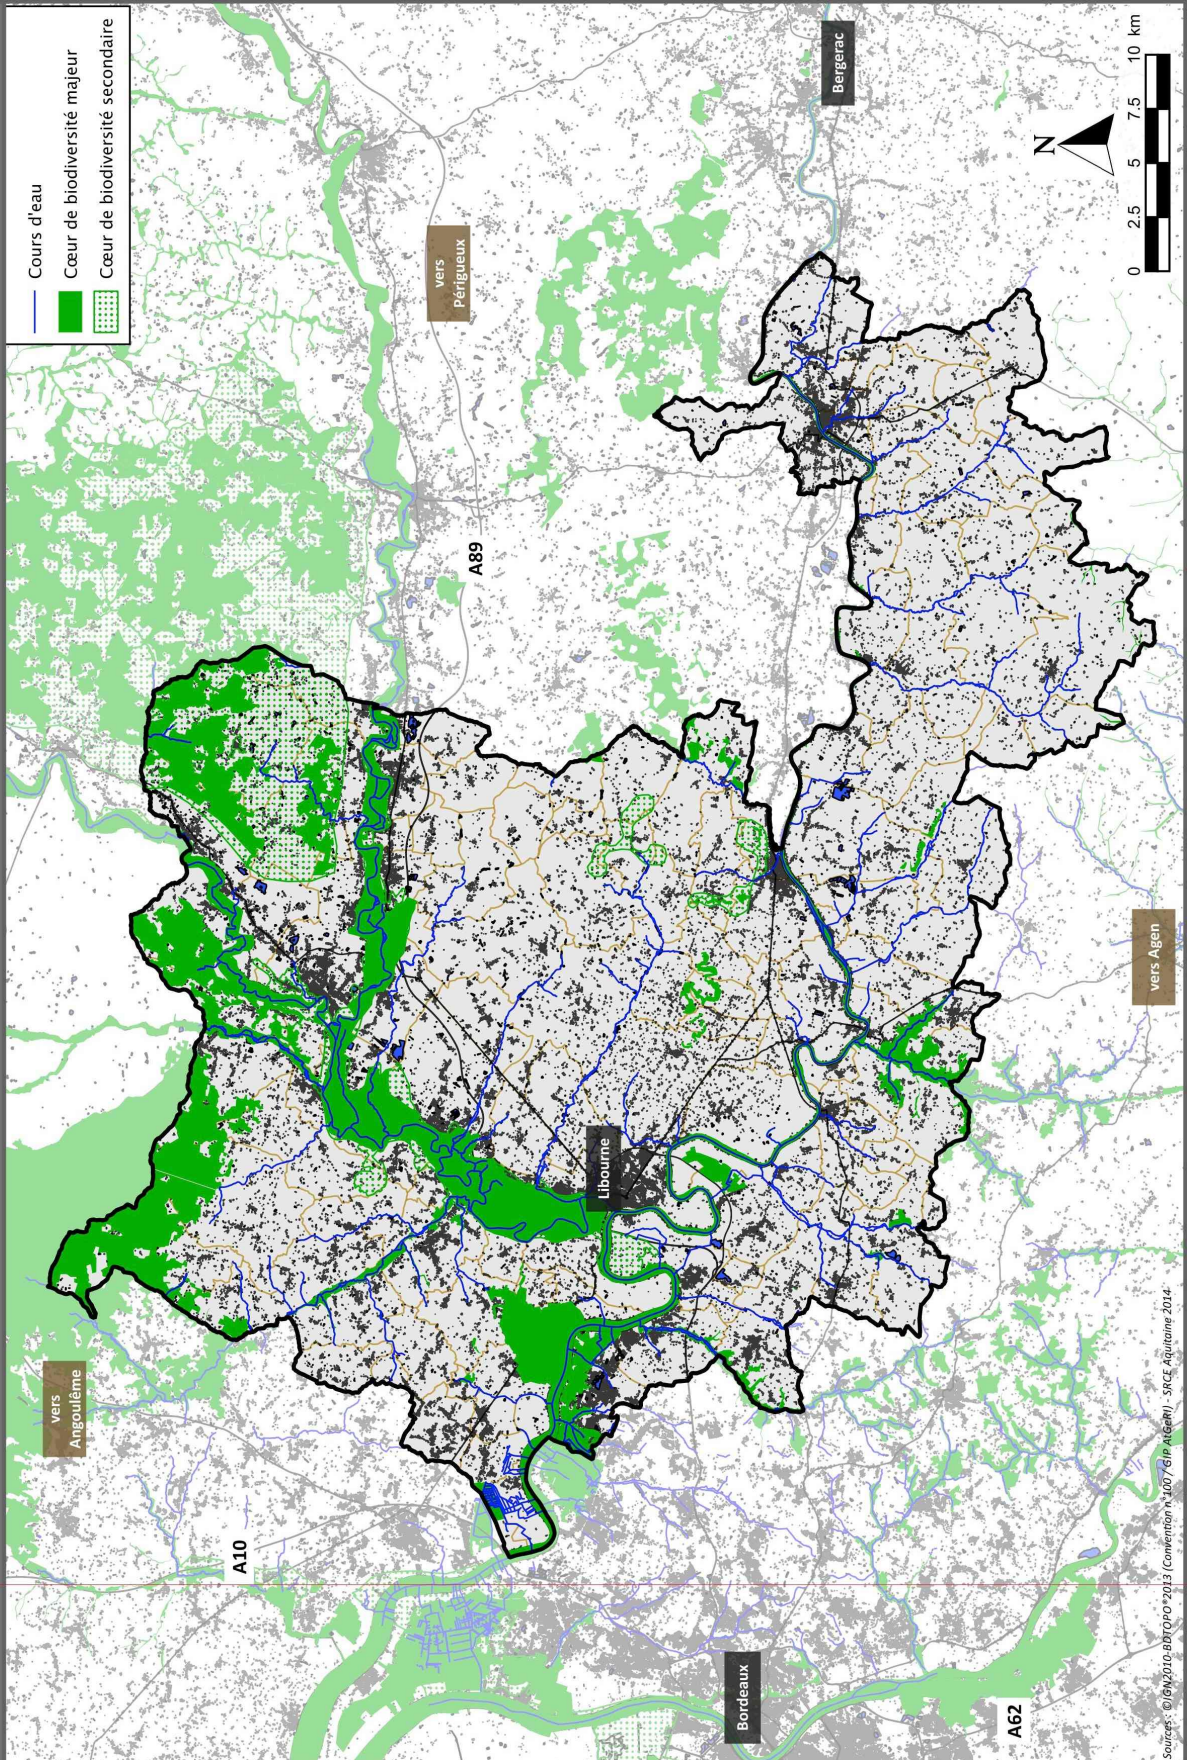 Cours d'eau
Cœur de biodiversité majeur
Cœur de biodiversité secondaire
vers
Angoulême
A10
vers
Périgueux
A89
Libourne
Bergerac
Bordeaux
A62
vers Agen
N
0 2.5 5 7.5 10 km
Sources : ©IGN2010-BDTOPO®2013 (Convention n°100 / GIP AtGeRi) - SRCE Aquitaine 2014